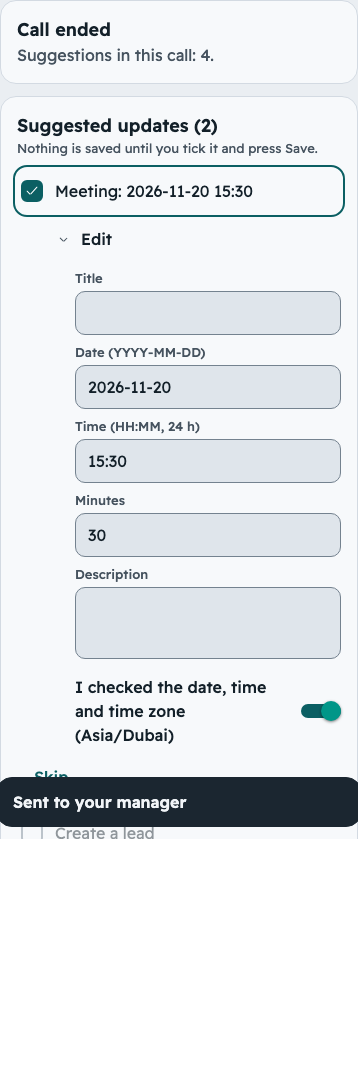 Call ended
Suggestions in this call: 4.
Suggested updates (2)
Nothing is saved until you tick it and press Save.
Meeting: 2026-11-20 15:30
Edit
Title
Date (YYYY-MM-DD)
2026-11-20
Time (HH:MM, 24 h)
15:30
Minutes
30
Description
I checked the date, time
and time zone
(Asia/Dubai)
Skip
Sent to your manager
Create a lead